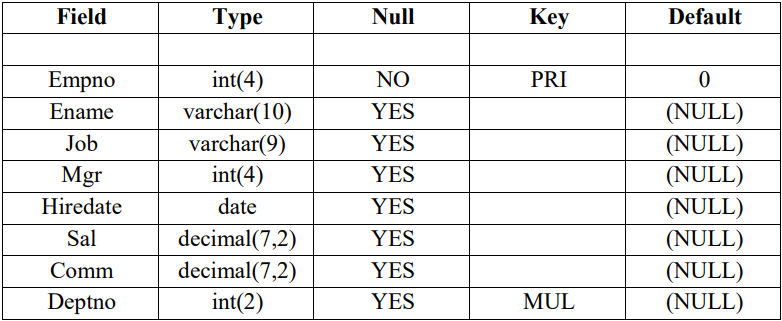 Field Type Null Key Default
Empno int(4) NO PRI 0
Ename varchar(10) YES (NULL)
Job varchar(9) YES (NULL)
Mgr int(4) YES (NULL)
Hiredate date YES (NULL)
Sal decimal(7,2) YES (NULL)
Comm decimal(7,2) YES (NULL)
Deptno int(2) YES MUL (NULL)